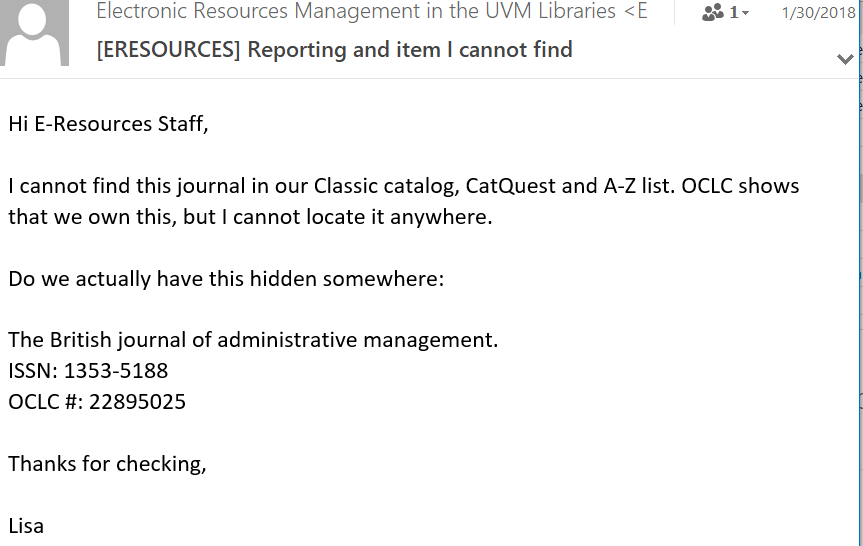 Electronic Resources Management in the UVM Libraries <E
1
1/30/2018
[ERESOURCES] Reporting and item I cannot find
Hi E-Resources Staff,
I cannot find this journal in our Classic catalog, CatQuest and A-Z list. OCLC shows
that we own this, but I cannot locate it anywhere.
Do we actually have this hidden somewhere:
The British journal of administrative management.
ISSN: 1353-5188
OCLC #: 22895025
Thanks for checking,
Lisa